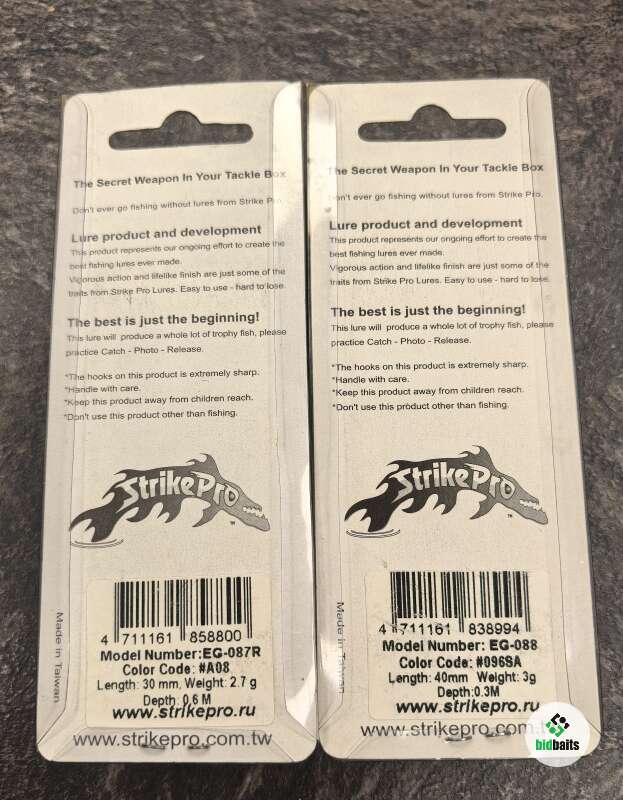 The Secret Weapon In Your Tackle Box
Don't ever go fishing without lures from Strike Pro.
Lure product and development
This product represents our ongoing effort to create the
best fishing lures ever made.
Vigorous action and lifelike finish are just some of the
traits from Strike Pro Lures. Easy to use - hard to lose.
The best is just the beginning!
This lure will produce a whole lot of trophy fish, please
practice Catch - Photo - Release.
*The hooks on this product is extremely sharp.
*Handle with care.
*Keep this product away from children reach.
*Don't use this product other than fishing.
StrikePro
TM
Made in Taiwan
4 711161 858800
Model Number:EG-087R
Color Code: #A08
Length: 30 mm, Weight: 2.7 g
Depth: 0,6 M
www.strikepro.ru
www.strikepro.com.tw
The Secret Weapon In Your Tackle Box
Don't ever go fishing without lures from Strike Pro.
Lure product and development
This product represents our ongoing effort to create the
best fishing lures ever made.
Vigorous action and lifelike finish are just some of the
traits from Strike Pro Lures. Easy to use - hard to lose.
The best is just the beginning!
This lure will produce a whole lot of trophy fish, please
practice Catch - Photo - Release.
*The hooks on this product is extremely sharp.
*Handle with care.
*Keep this product away from children reach.
*Don't use this product other than fishing.
StrikePro
TM
Made in Taiwan
4 711161 838994
Model Number: EG-088
Color Code: #096SA
Length: 40mm Weight: 3g
Depth:0.3M
www.strikepro.ru
www.strikepro.com.tw
bidbaits